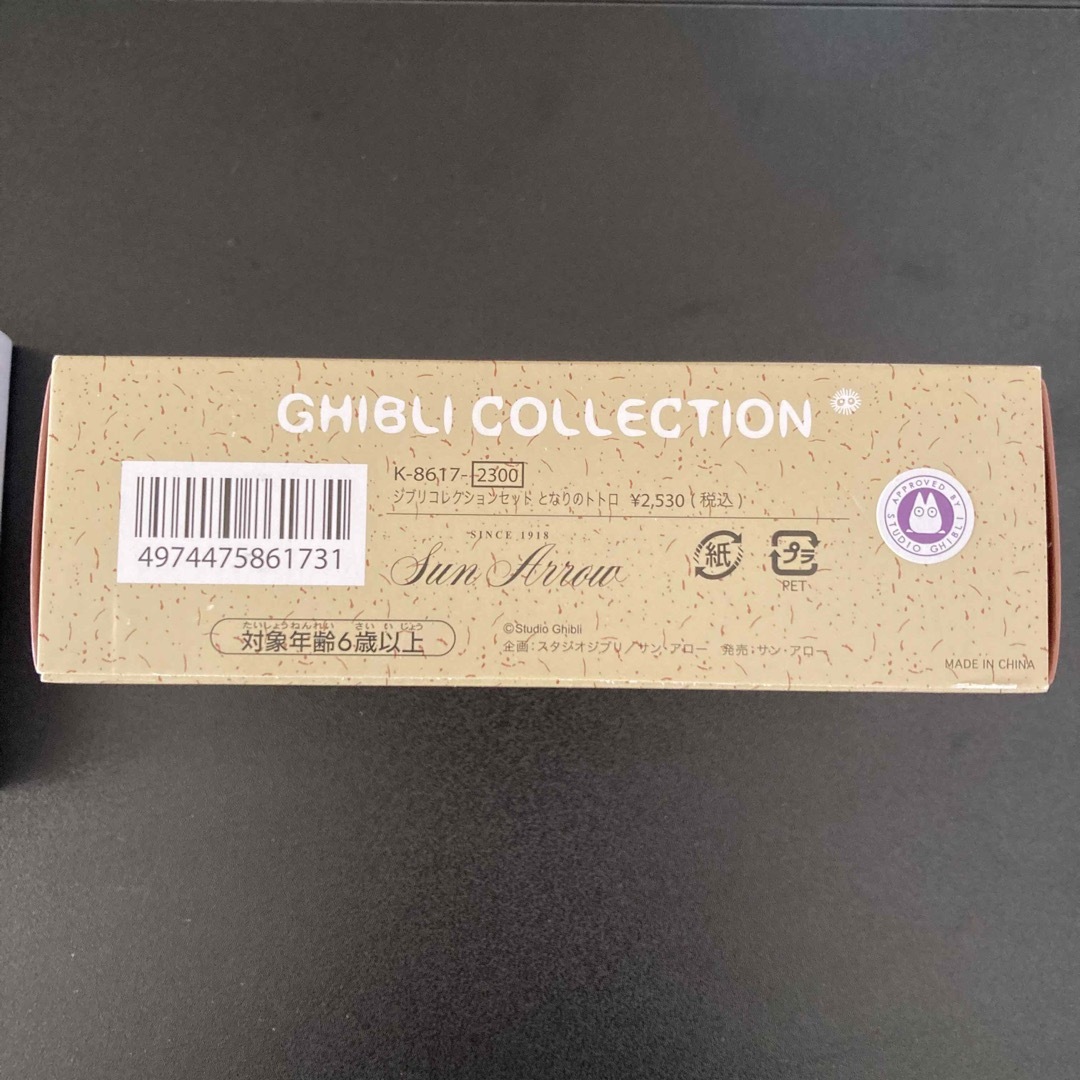 GHIBLI COLLECTION
K-8617-2300
ジブリコレクションセット となりのトトロ ¥2,530(税込)
4974475861731
SINCE 1918
Sun Arrow
紙
プラ
PET
APPROVED BY STUDIO GHIBLI
たいしょうねんれい さい いじょう
対象年齢6歳以上
©Studio Ghibli
企画:スタジオジブリ/サン・アロー 発売:サン・アロー
MADE IN CHINA